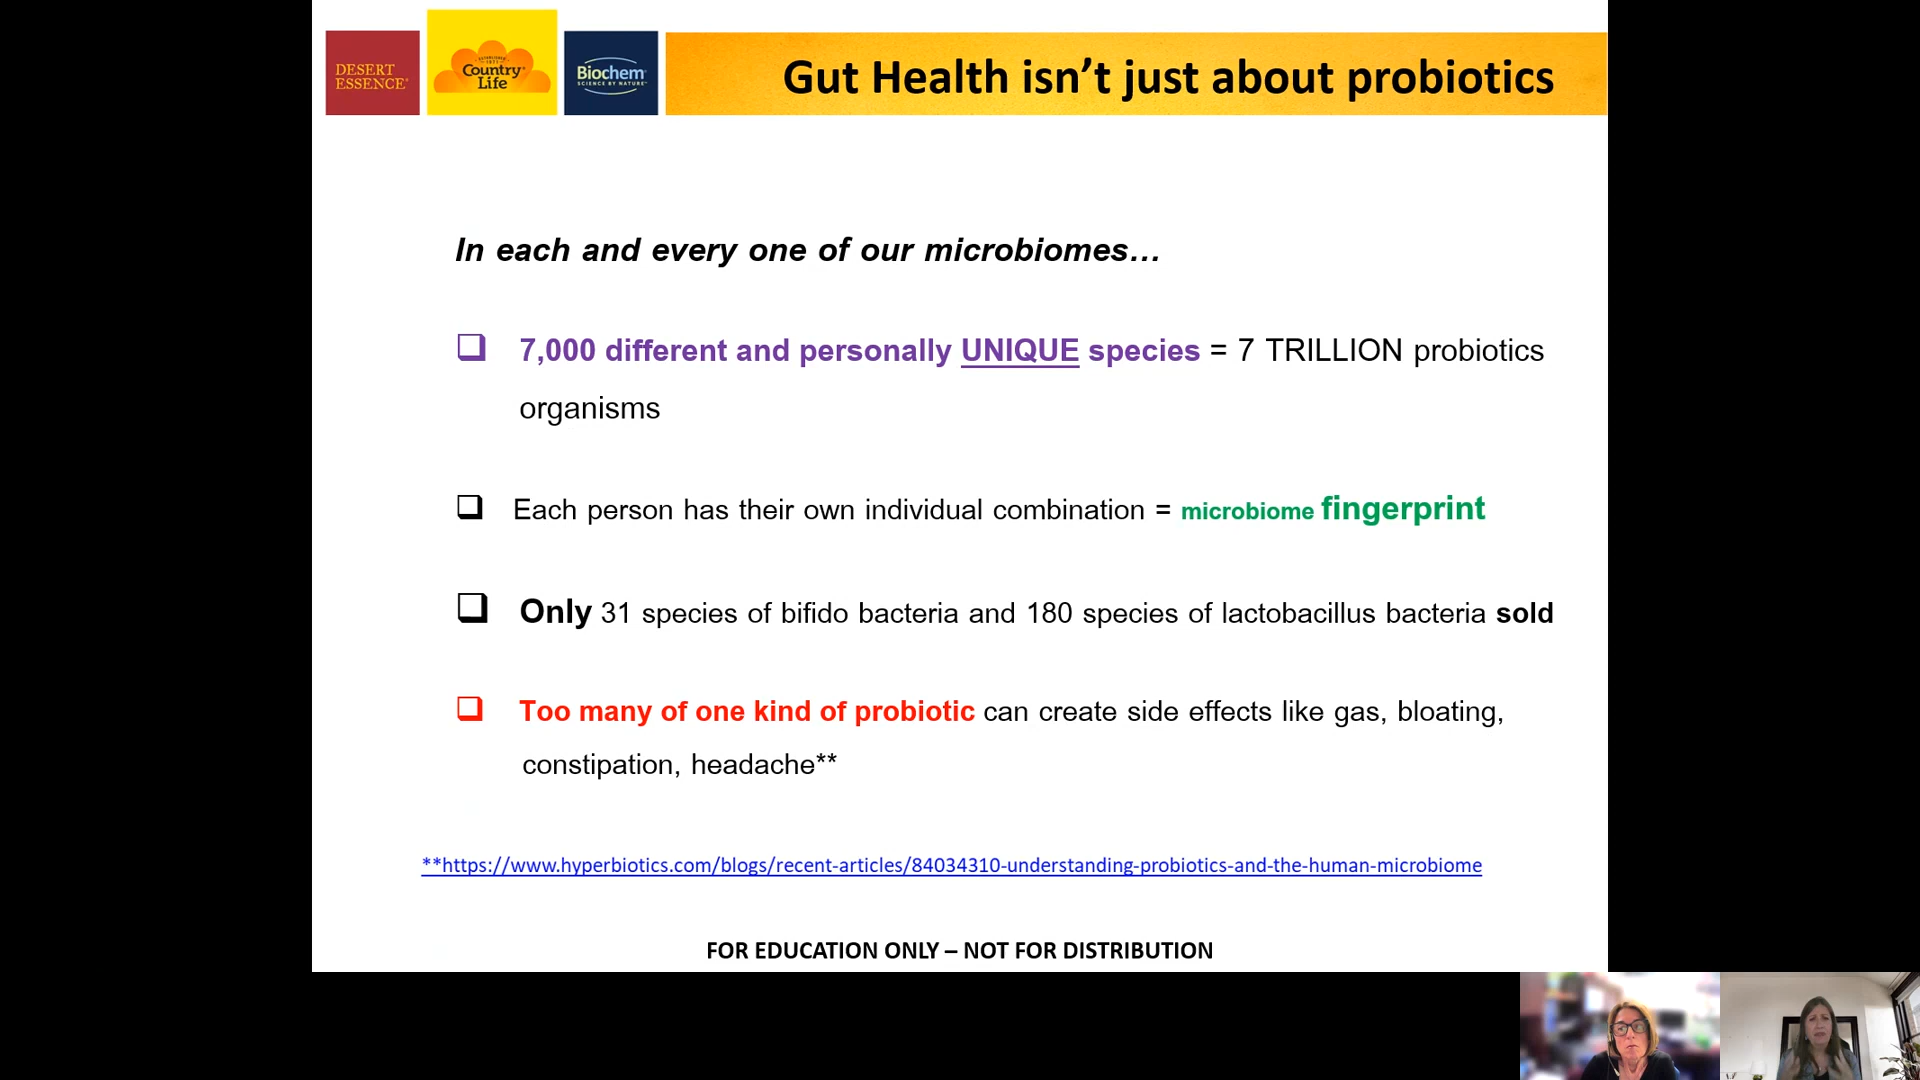 DESERT
ESSENCE®
ESTABLISHED
1971
Country
Life®
Biochem®
SCIENCE BY NATURE™
Gut Health isn’t just about probiotics
In each and every one of our microbiomes…
7,000 different and personally UNIQUE species = 7 TRILLION probiotics
organisms
Each person has their own individual combination = microbiome fingerprint
Only 31 species of bifido bacteria and 180 species of lactobacillus bacteria sold
Too many of one kind of probiotic can create side effects like gas, bloating,
constipation, headache**
**https://www.hyperbiotics.com/blogs/recent-articles/84034310-understanding-probiotics-and-the-human-microbiome
FOR EDUCATION ONLY – NOT FOR DISTRIBUTION